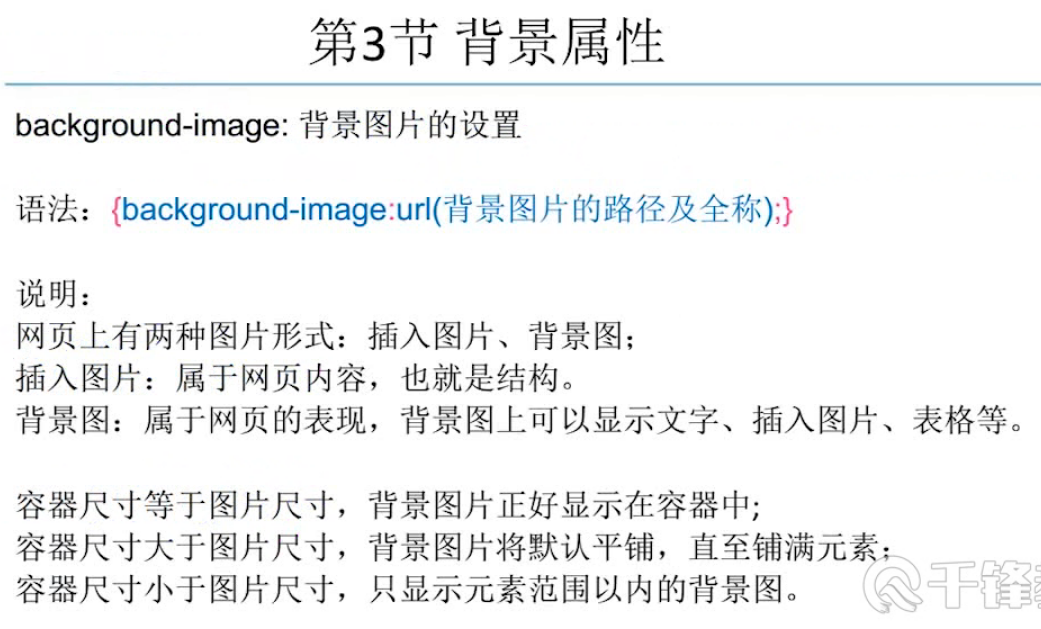 第3节 背景属性
background-image: 背景图片的设置
语法：{background-image:url(背景图片的路径及全称);}
说明：
网页上有两种图片形式：插入图片、背景图；
插入图片：属于网页内容，也就是结构。
背景图：属于网页的表现，背景图上可以显示文字、插入图片、表格等。
容器尺寸等于图片尺寸，背景图片正好显示在容器中;
容器尺寸大于图片尺寸，背景图片将默认平铺，直至铺满元素；
容器尺寸小于图片尺寸，只显示元素范围以内的背景图。
千锋